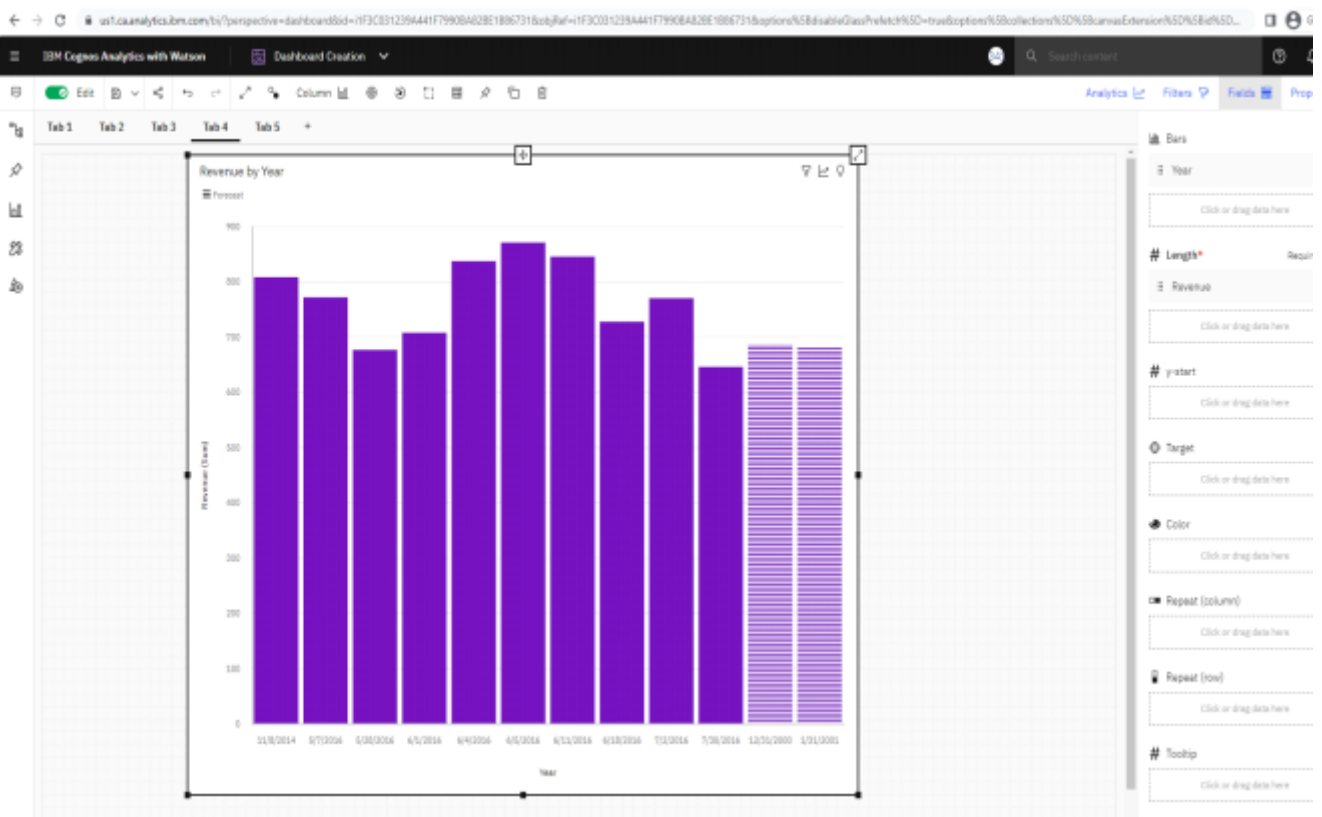 IBM Cognos Analytics with Watson
Dashboard Creation
Search content
Edit
Column
Analytics
Filters
Fields
Tab 1 Tab 2 Tab 3 Tab 4 Tab 5 +
Revenue by Year
Forecast
900
800
700
600
500
400
300
200
100
0
Revenue (Sum)
11/8/2014 5/7/2016 6/1/2016 6/4/2016 6/5/2016 6/11/2016 6/18/2016 7/2/2016 7/30/2016 12/31/2000 1/31/2001
Year
Bars
Year
Click or drag data here
# Length*
Revenue
Click or drag data here
# y-start
Click or drag data here
Target
Click or drag data here
Color
Click or drag data here
Repeat (column)
Click or drag data here
Repeat (row)
Click or drag data here
# Tooltip
Click or drag data here